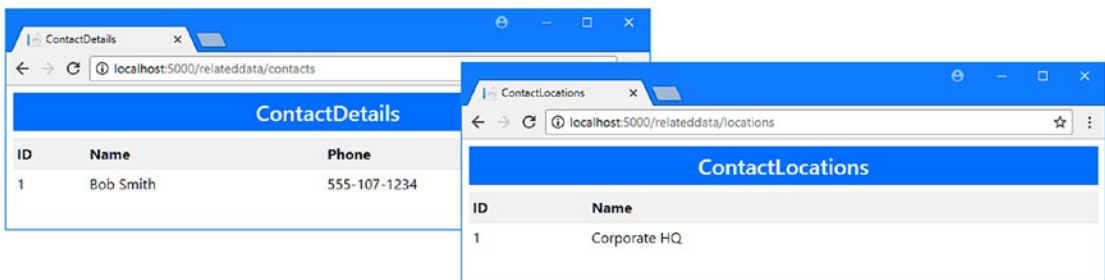 ContactDetails
localhost:5000/relateddata/contacts
ContactDetails
ID Name Phone
1 Bob Smith 555-107-1234
ContactLocations
localhost:5000/relateddata/locations
ContactLocations
ID Name
1 Corporate HQ